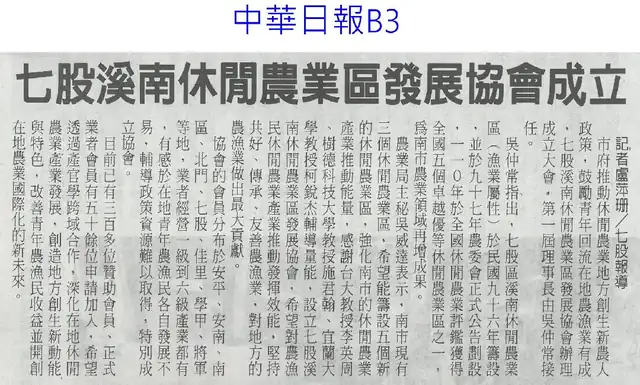 中華日報B3
七股溪南休閒農業區發展協會成立
記者盧萍珊／七股報導
市府推動休閒農業地方創生新農人
政策，鼓勵青年回流在地農漁業有成
，七股溪南休閒農業區發展協會辦理
成立大會，第一屆理事長由吳仲常接
任。
吳仲常指出，七股區溪南休閒農業
區（漁業屬性）於民國九十六年籌設
，並於九十七年農委會正式公告劃設
，一一０年於全國休閒農業評鑑獲得
全國五個卓越優等休閒農業區之一，
為南市農業領域再增成果。
農業局主秘吳威達表示，南市現有
三個休閒農業區，希望能籌設五個新
的休閒農業區，強化南市的休閒農業
產業推動能量，感謝台大教授李英周
、樹德科技大學教授施君翰、宜蘭大
學教授柯銳杰輔導量能，設立七股溪
南休閒農業區發展協會，希望對農漁
民休閒農業產業推動發揮效能，堅持
共好、傳承、友善農漁業，對地方的
農漁業做出最大貢獻。
協會的會員分布於安平、安南、南
區、北門、七股、佳里、學甲、將軍
等地，業者經營一級到六級產業都有
，有感於在地青年農漁民各自發展不
易，輔導政策資源難以取得，特別成
立協會。
目前已有三百多位贊助會員、正式
業者會員有五十餘位申請加入，希望
透過產官學跨域合作，深化在地休閒
農業產業發展，創造地方創生新動能
與特色，改善青年農漁民收益並開創
在地農業國際化的新未來。